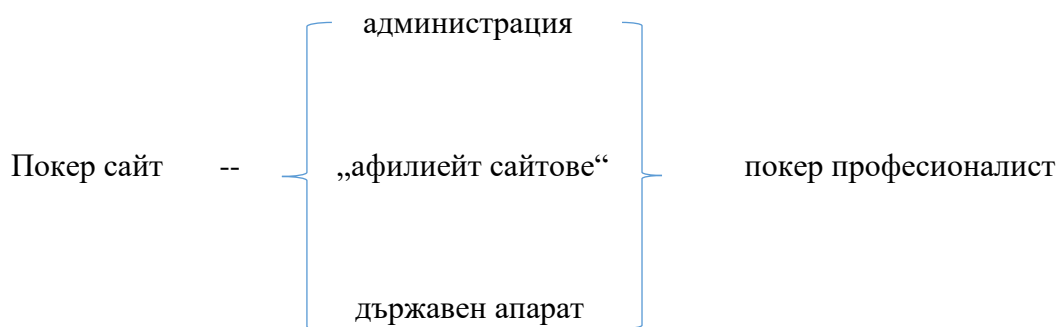 администрация
Покер сайт -- „афилиейт сайтове“ покер професионалист
държавен апарат